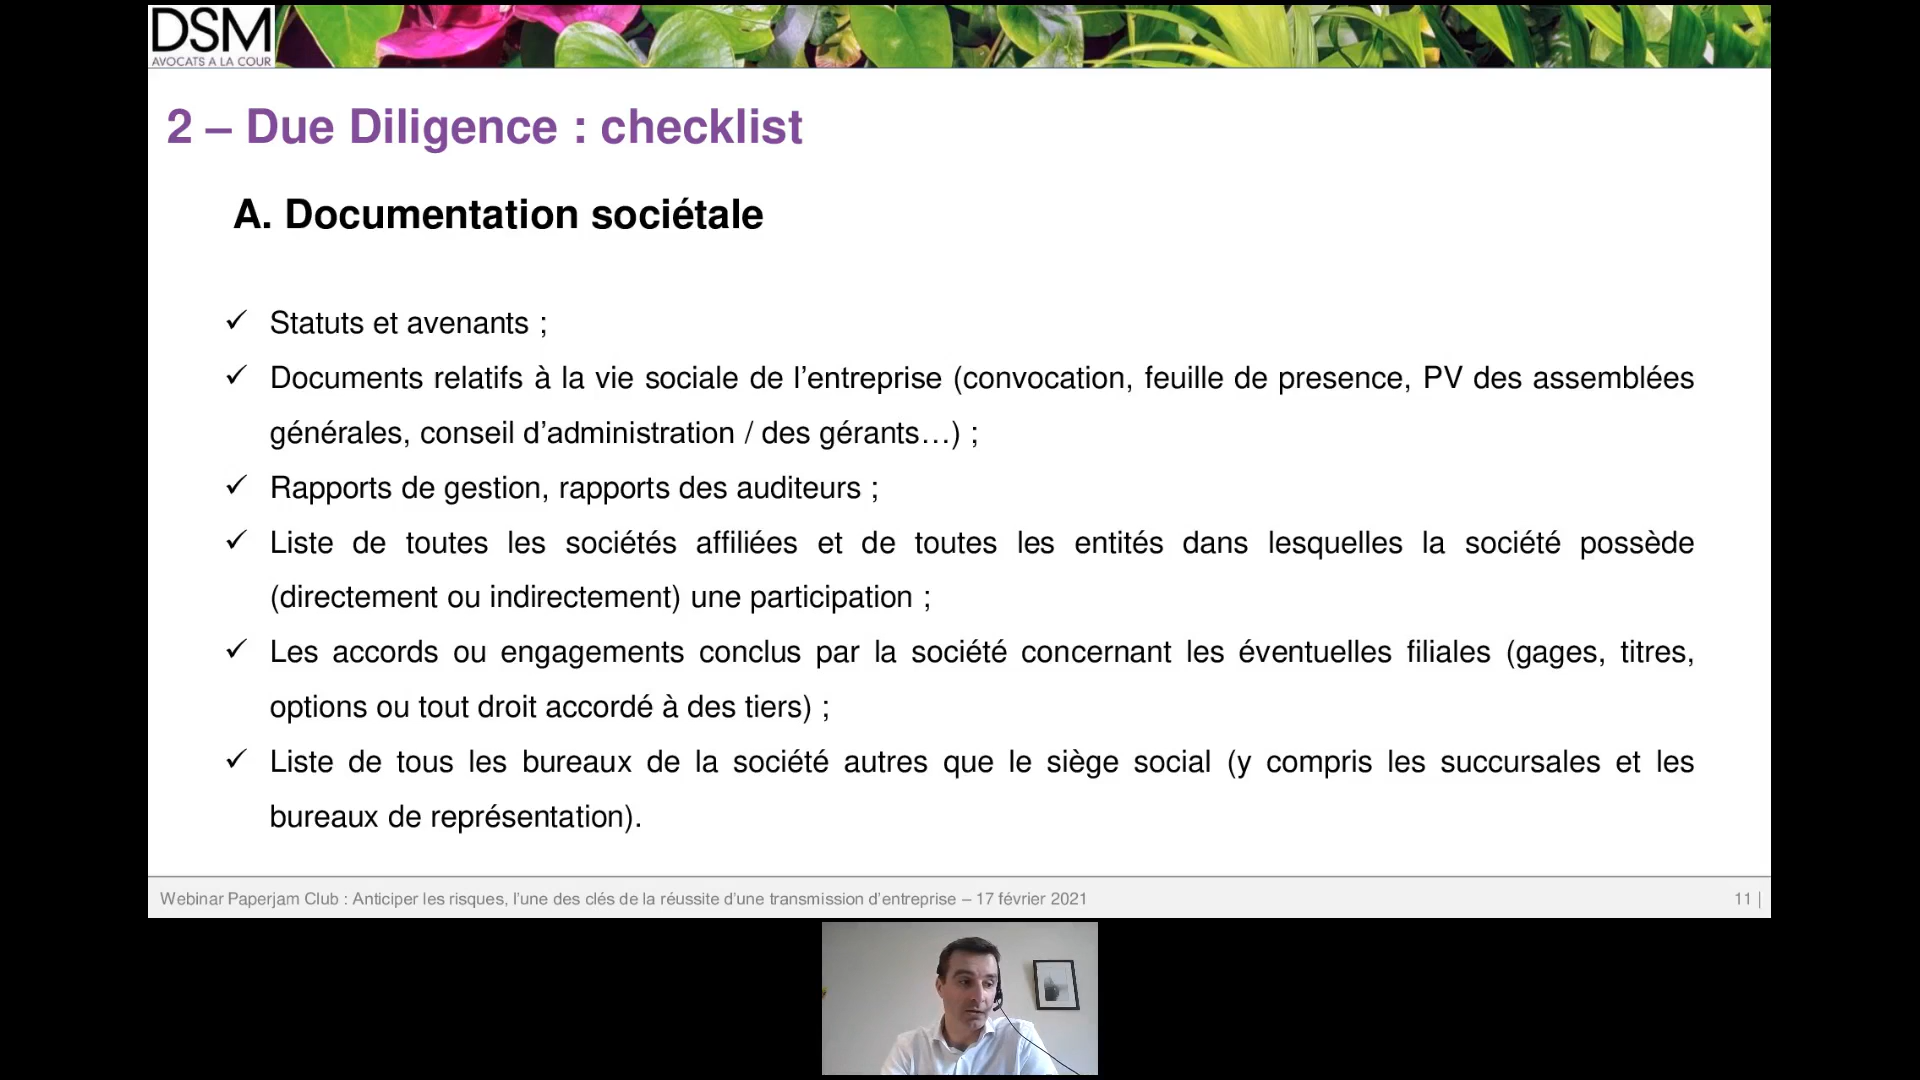 DSM
AVOCATS A LA COUR
2 – Due Diligence : checklist
A. Documentation sociétale
✓ Statuts et avenants ;
✓ Documents relatifs à la vie sociale de l’entreprise (convocation, feuille de presence, PV des assemblées
générales, conseil d’administration / des gérants…) ;
✓ Rapports de gestion, rapports des auditeurs ;
✓ Liste de toutes les sociétés affiliées et de toutes les entités dans lesquelles la société possède
(directement ou indirectement) une participation ;
✓ Les accords ou engagements conclus par la société concernant les éventuelles filiales (gages, titres,
options ou tout droit accordé à des tiers) ;
✓ Liste de tous les bureaux de la société autres que le siège social (y compris les succursales et les
bureaux de représentation).
Webinar Paperjam Club : Anticiper les risques, l’une des clés de la réussite d’une transmission d’entreprise – 17 février 2021
11 |